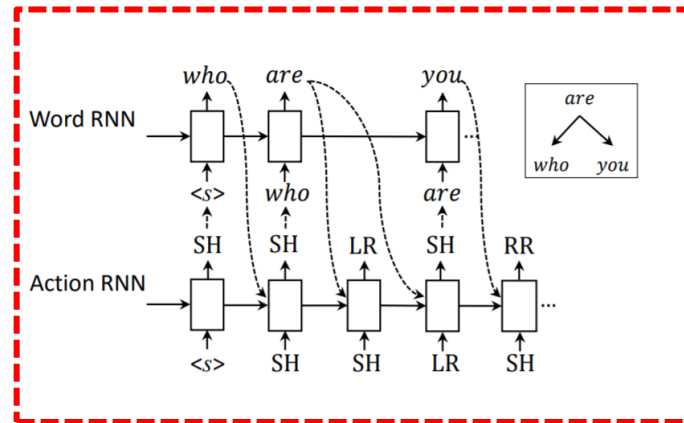 who are you
Word RNN
...
are
who you
<s> who are
SH SH LR SH RR
Action RNN
...
<s> SH SH LR SH